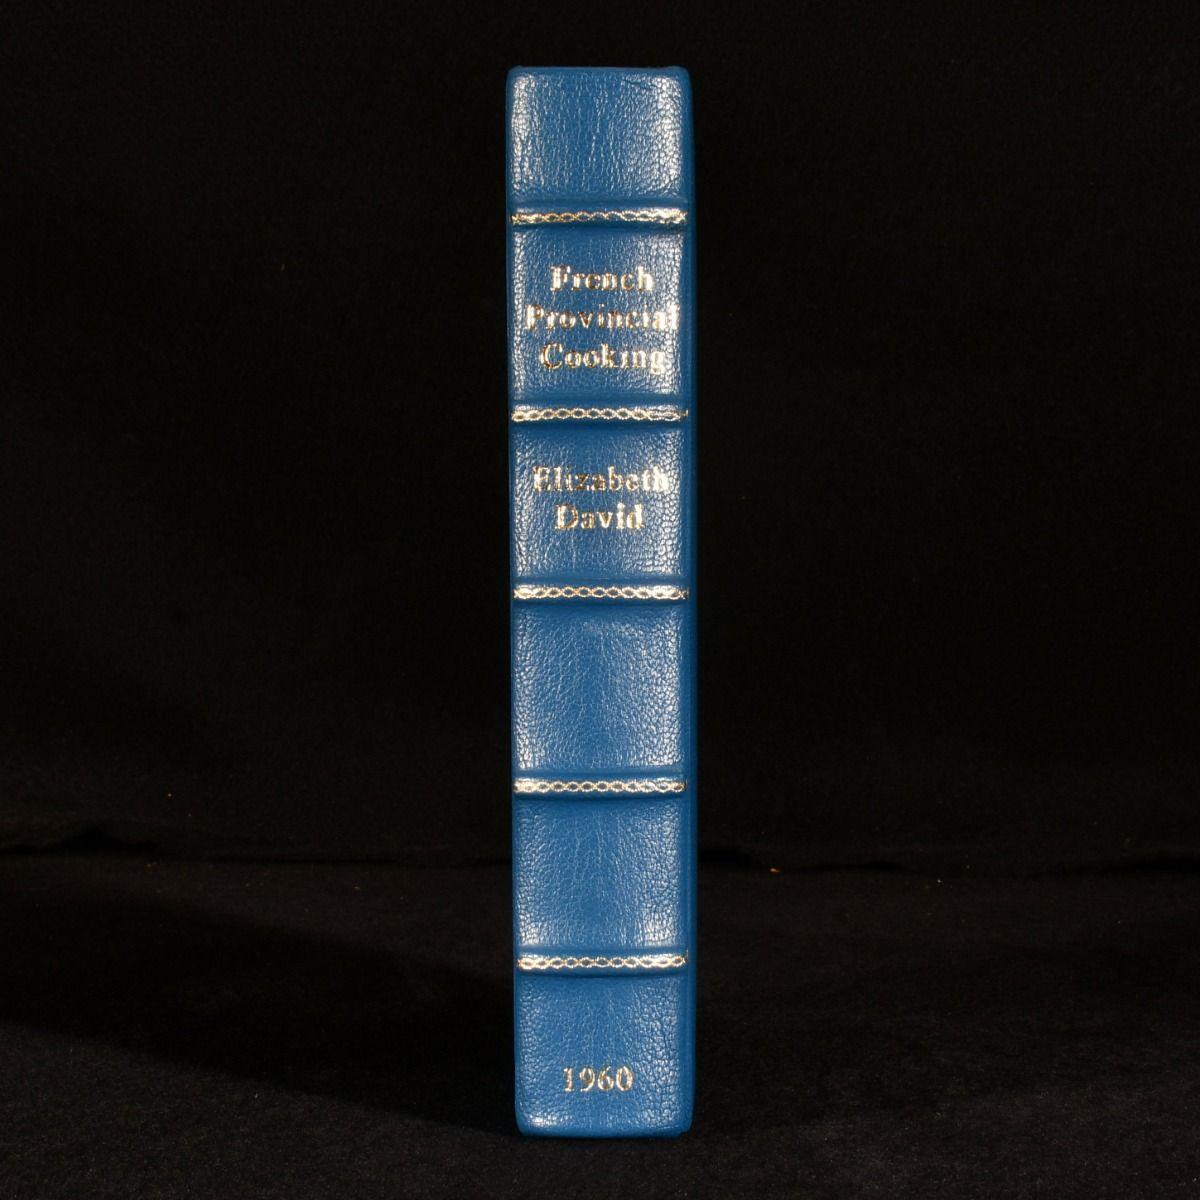 French
Provincial
Cooking
Elizabeth
David
1960